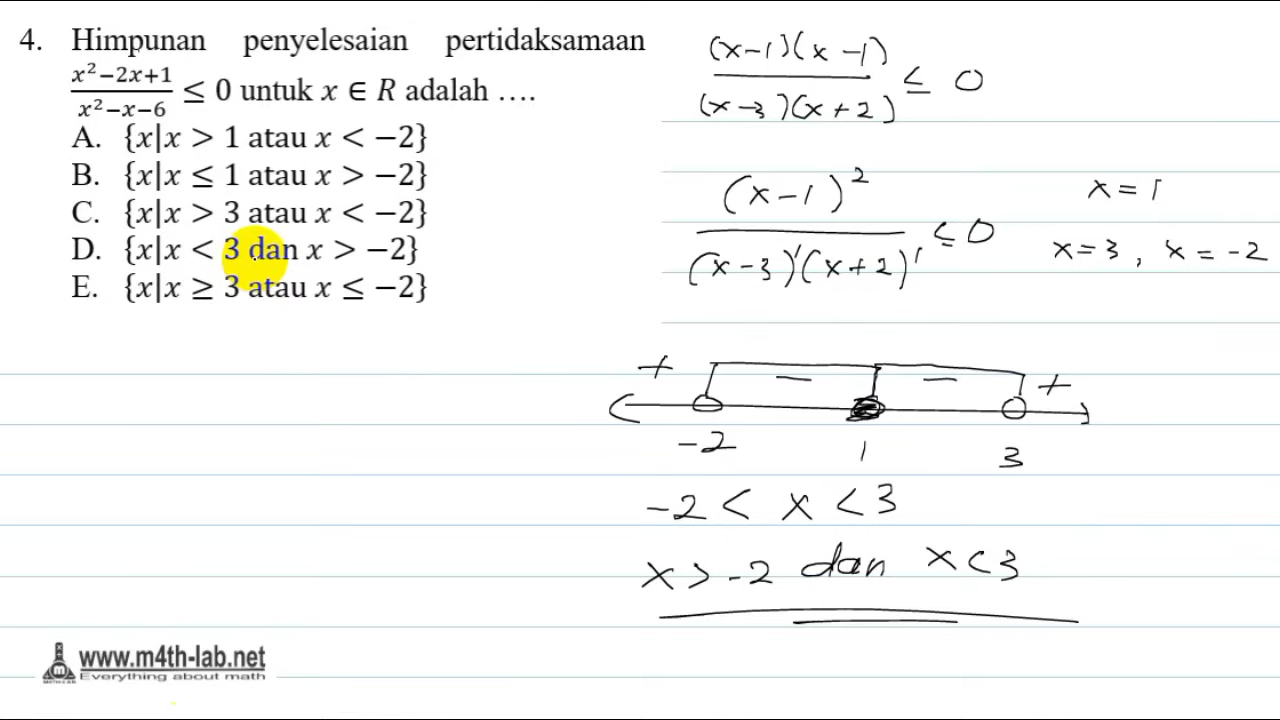 4. Himpunan penyelesaian pertidaksamaan
x²−2x+1 / x²−x−6 ≤ 0 untuk x ∈ R adalah ….
A. {x|x > 1 atau x < −2}
B. {x|x ≤ 1 atau x > −2}
C. {x|x > 3 atau x < −2}
D. {x|x < 3 dan x > −2}
E. {x|x ≥ 3 atau x ≤ −2}
(x−1)(x−1) / (x−3)(x+2) ≤ 0
(x−1)² / (x−3)'(x+2)' ≤ 0
x = 1
x = 3 , x = −2
+ − − +
−2 1 3
−2 < x < 3
x > −2 dan x < 3
www.m4th-lab.net
MATH-LAB
Everything about math